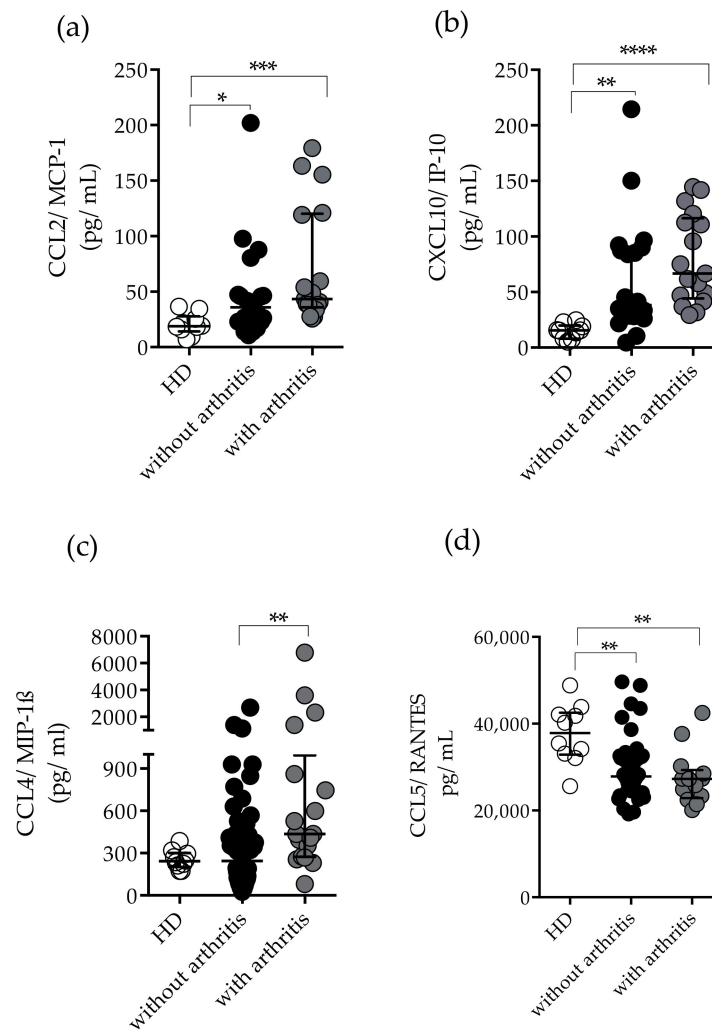 (a)
***
*
250
200
150
100
50
0
CCL2/ MCP-1
(pg/ mL)
HD
without arthritis
with arthritis
(b)
****
**
250
200
150
100
50
0
CXCL10/ IP-10
(pg/ mL)
HD
without arthritis
with arthritis
(c)
**
8000
6000
4000
2000
900
600
300
0
CCL4/ MIP-1ß
(pg/ ml)
HD
without arthritis
with arthritis
(d)
**
**
60,000
40,000
20,000
0
CCL5/ RANTES
pg/ mL
HD
without arthritis
with arthritis